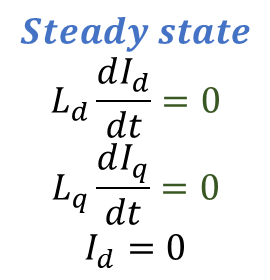 Steady state
L_d dI_d/dt = 0
L_q dI_q/dt = 0
I_d = 0